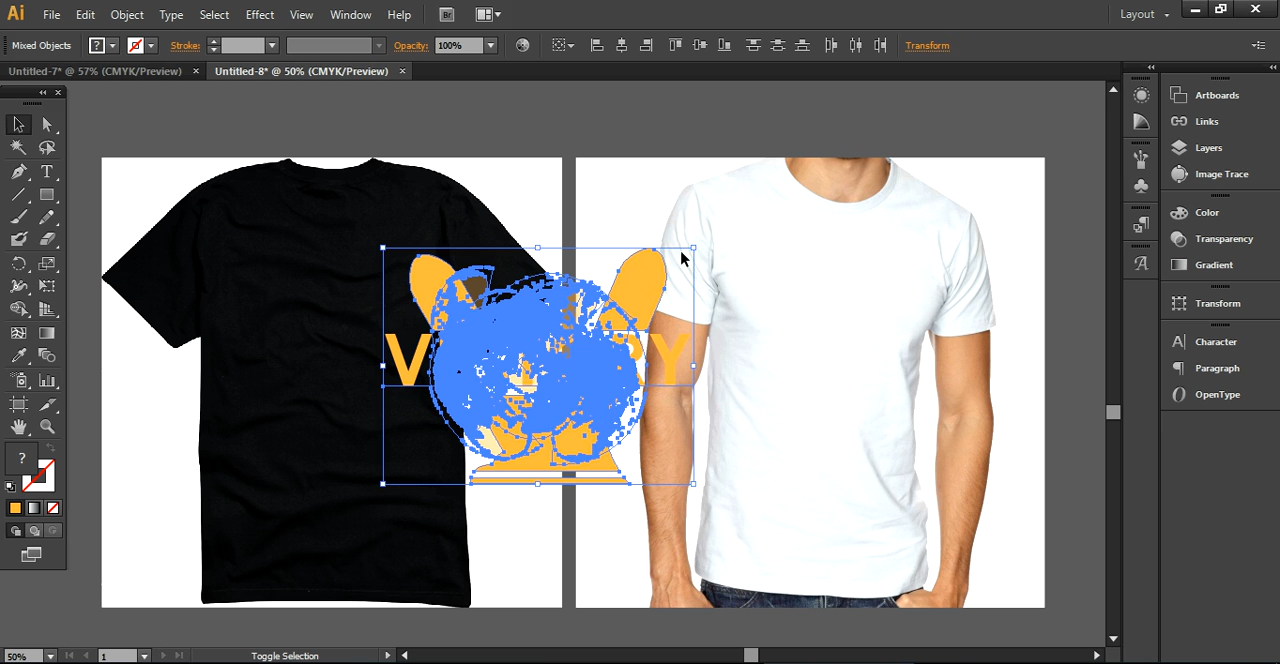 Ai File Edit Object Type Select Effect View Window Help Br Layout
Mixed Objects ? Stroke: Opacity: 100% Transform
Untitled-7* @ 57% (CMYK/Preview) × Untitled-8* @ 50% (CMYK/Preview) ×
Artboards
Links
Layers
Image Trace
Color
Transparency
Gradient
Transform
Character
Paragraph
OpenType
V Y
?
50% 1 Toggle Selection